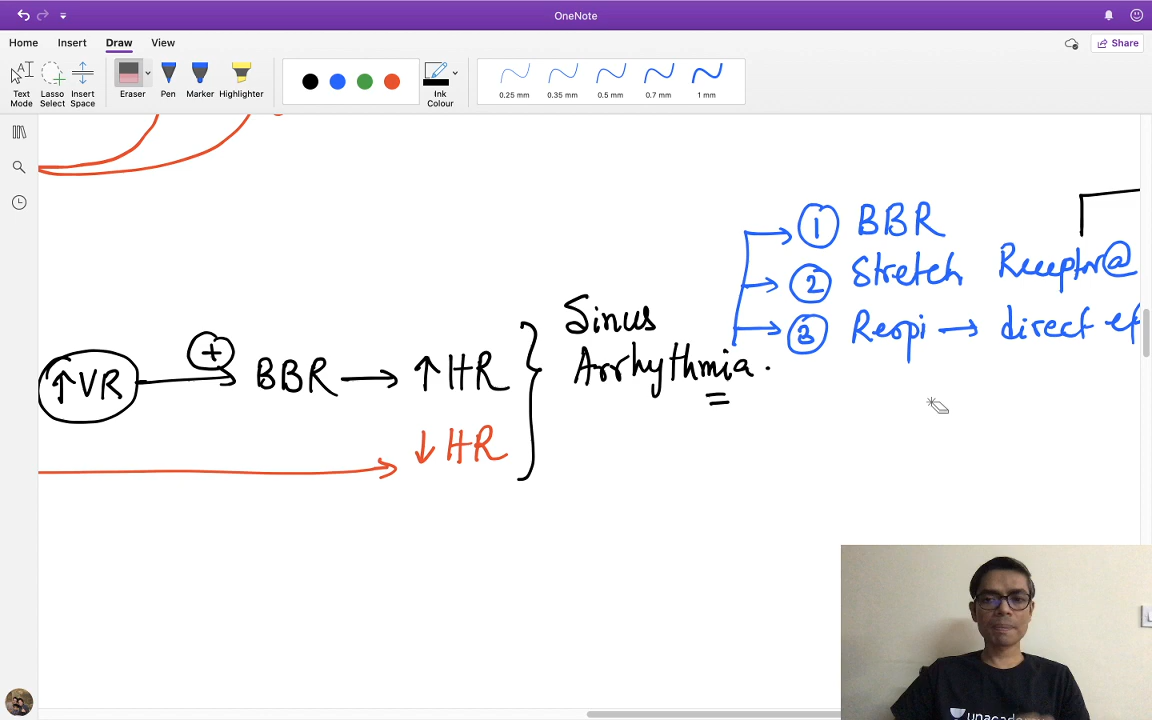 OneNote
Home Insert Draw View
Share
Text Mode
Lasso Select
Insert Space
Eraser
Pen
Marker
Highlighter
Ink Colour
0.25 mm 0.35 mm 0.5 mm 0.7 mm 1 mm
① BBR
② Stretch Receptor@
③ Respi → direct ef
↑VR + → BBR → ↑HR
↓HR
Sinus
Arrhythmia.
unacade